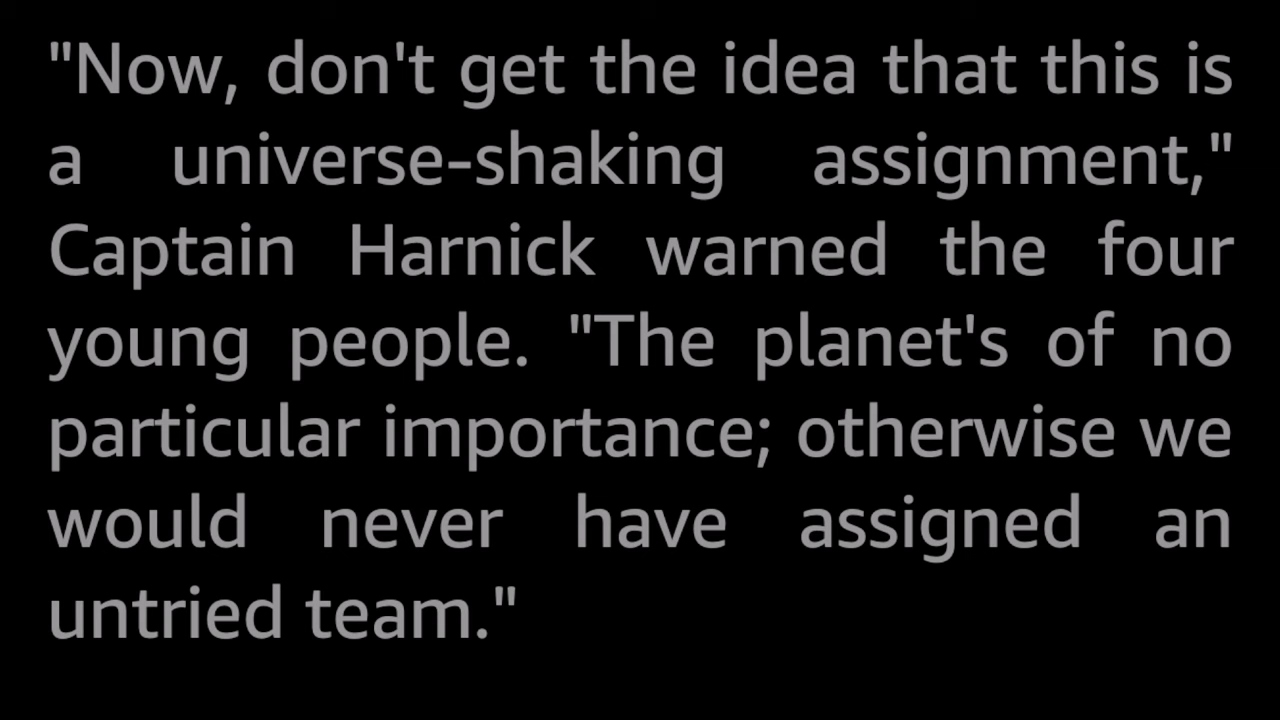 "Now, don't get the idea that this is
a universe-shaking assignment,"
Captain Harnick warned the four
young people. "The planet's of no
particular importance; otherwise we
would never have assigned an
untried team."